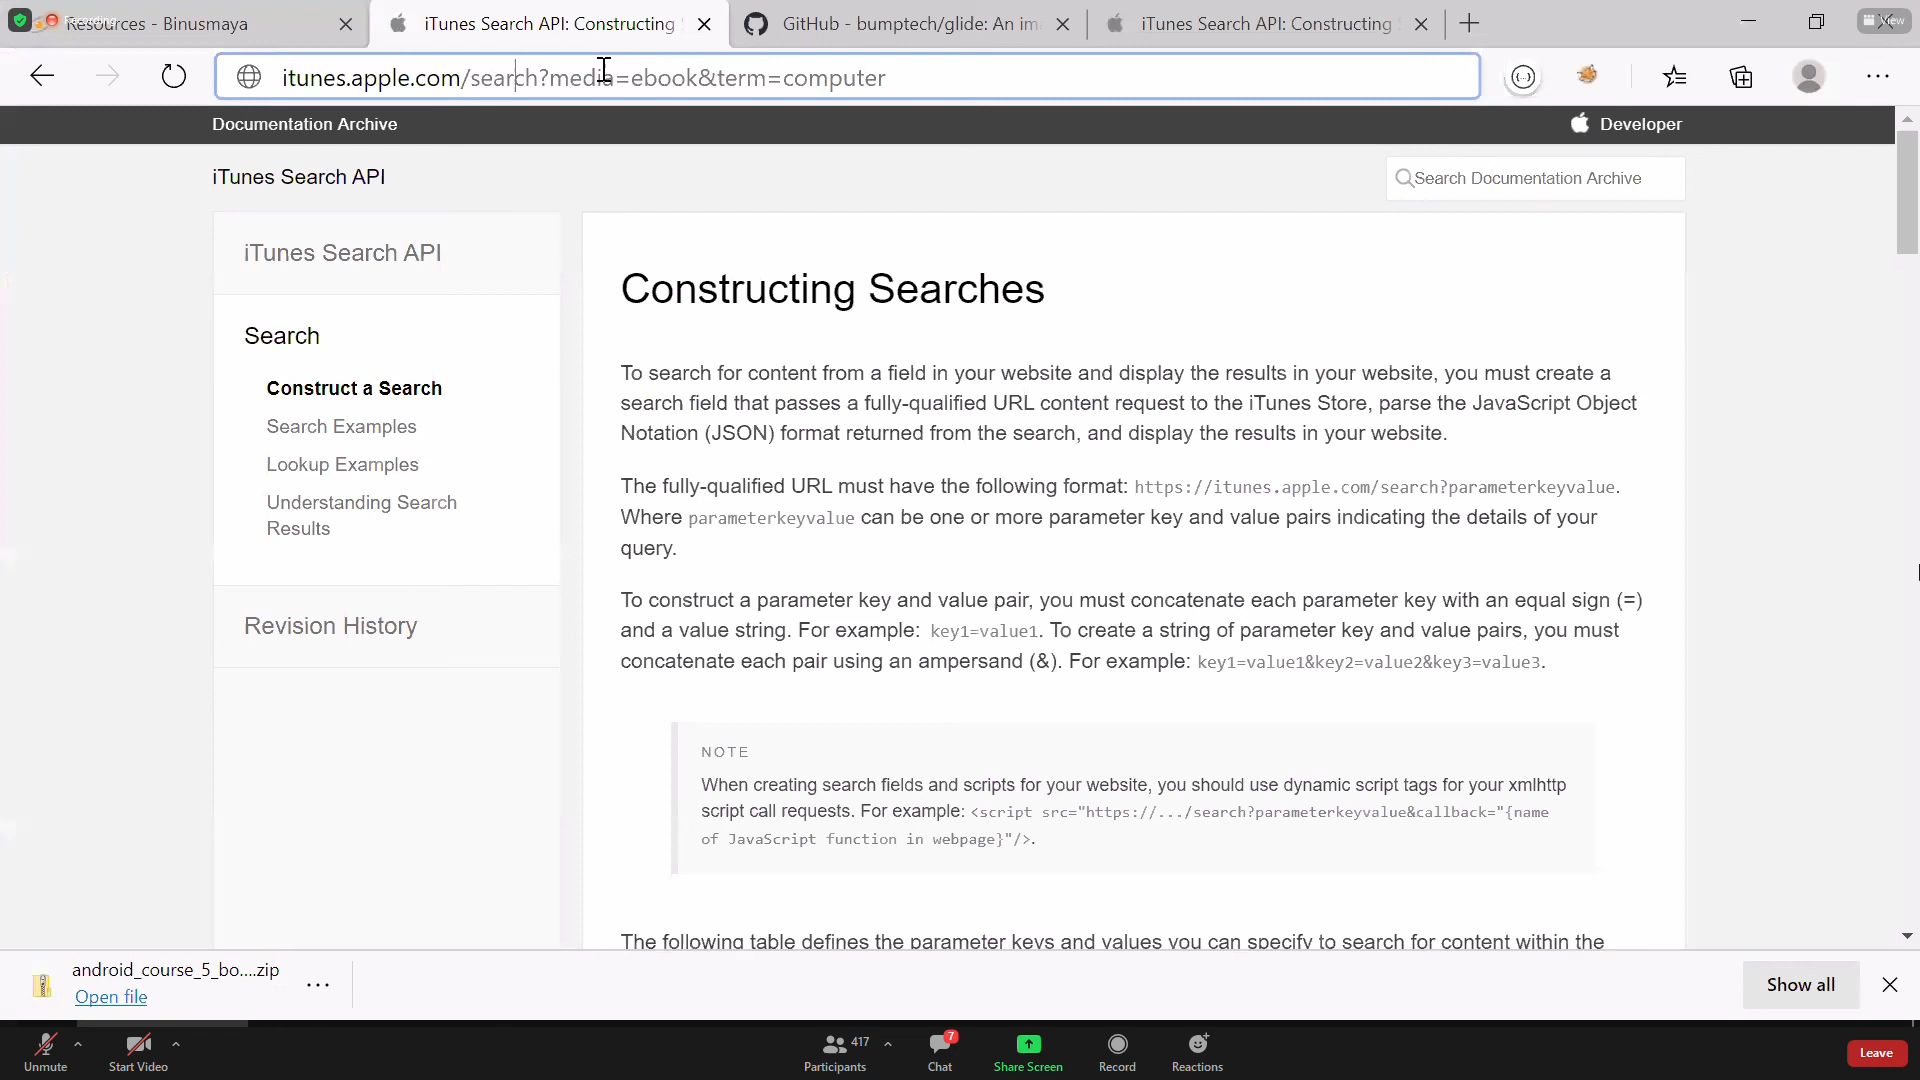 Recording
Resources - Binusmaya
iTunes Search API: Constructing
GitHub - bumptech/glide: An im
iTunes Search API: Constructing S
View
itunes.apple.com/search?media=ebook&term=computer
Documentation Archive
Developer
iTunes Search API
Search Documentation Archive
iTunes Search API
Search
Construct a Search
Search Examples
Lookup Examples
Understanding Search
Results
Revision History
Constructing Searches
To search for content from a field in your website and display the results in your website, you must create a
search field that passes a fully-qualified URL content request to the iTunes Store, parse the JavaScript Object
Notation (JSON) format returned from the search, and display the results in your website.
The fully-qualified URL must have the following format: https://itunes.apple.com/search?parameterkeyvalue.
Where parameterkeyvalue can be one or more parameter key and value pairs indicating the details of your
query.
To construct a parameter key and value pair, you must concatenate each parameter key with an equal sign (=)
and a value string. For example: key1=value1. To create a string of parameter key and value pairs, you must
concatenate each pair using an ampersand (&). For example: key1=value1&key2=value2&key3=value3.
NOTE
When creating search fields and scripts for your website, you should use dynamic script tags for your xmlhttp
script call requests. For example: <script src="https://.../search?parameterkeyvalue&callback="{name
of JavaScript function in webpage}"/>.
The following table defines the parameter keys and values you can specify to search for content within the
android_course_5_bo....zip
Open file
Show all
Unmute
Start Video
417
Participants
7
Chat
Share Screen
Record
Reactions
Leave